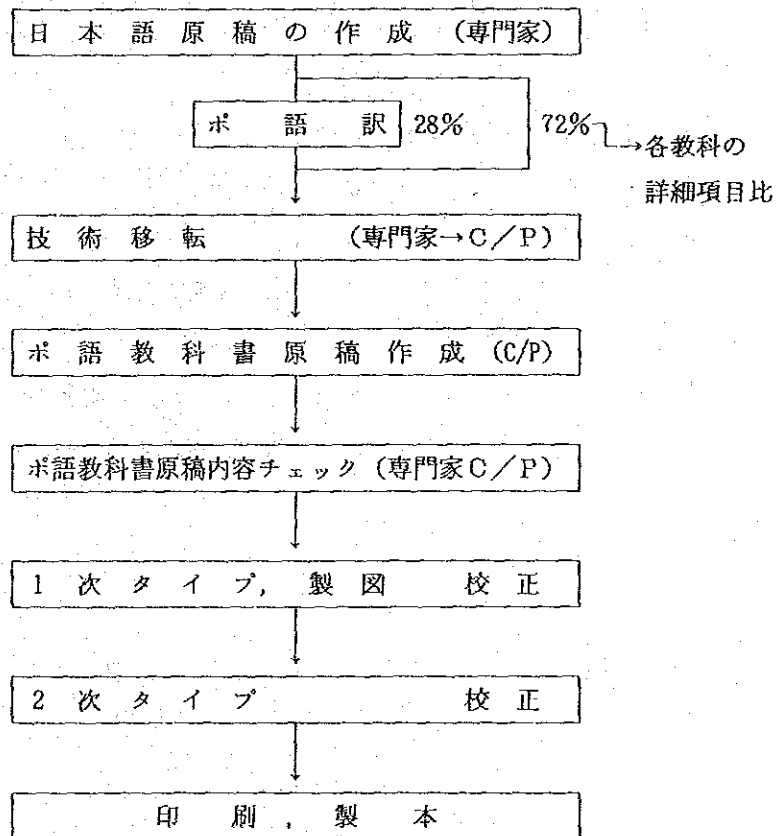 日本語原稿の作成 (専門家)
ポ語訳 28% 72%
→各教科の
詳細項目比
技術移転 (専門家→C/P)
ポ語教科書原稿作成 (C/P)
ポ語教科書原稿内容チェック (専門家C/P)
1次タイプ, 製図 校正
2次タイプ 校正
印刷, 製本